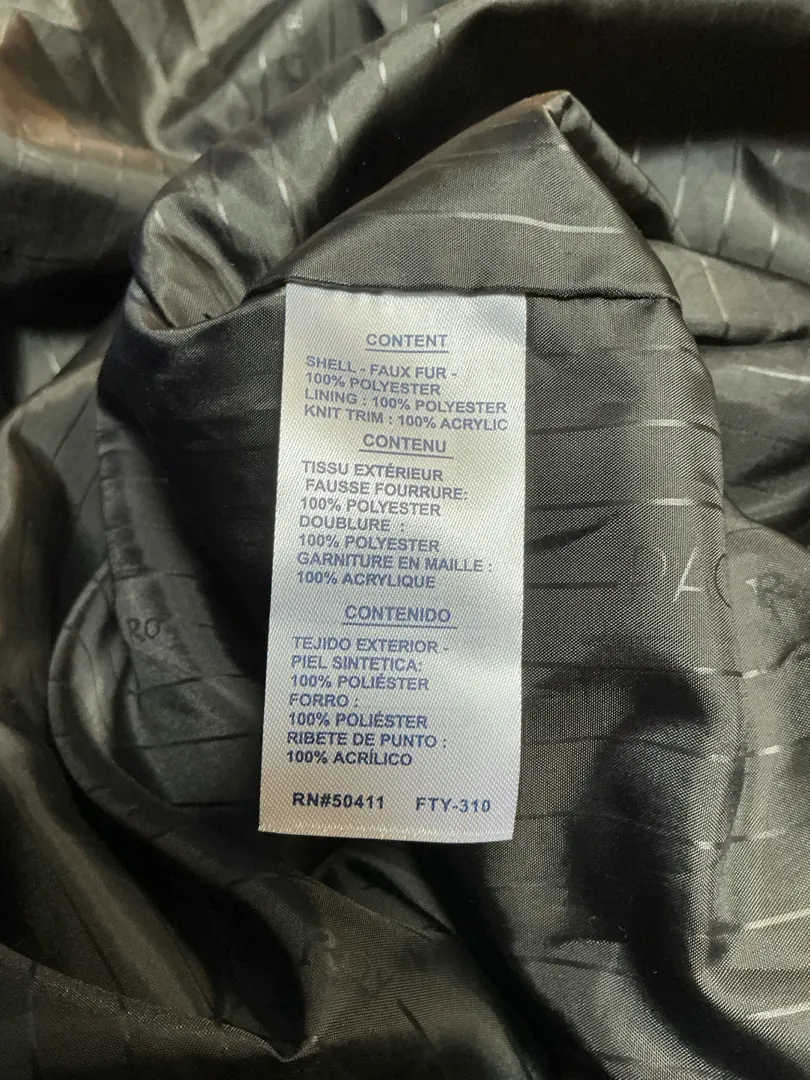 CONTENT
SHELL - FAUX FUR -
100% POLYESTER
LINING : 100% POLYESTER
KNIT TRIM : 100% ACRYLIC
CONTENU
TISSU EXTÉRIEUR
FAUSSE FOURRURE:
100% POLYESTER
DOUBLURE :
100% POLYESTER
GARNITURE EN MAILLE :
100% ACRYLIQUE
CONTENIDO
TEJIDO EXTERIOR -
PIEL SINTETICA:
100% POLIÉSTER
FORRO :
100% POLIÉSTER
RIBETE DE PUNTO :
100% ACRÍLICO
RN#50411 FTY-310